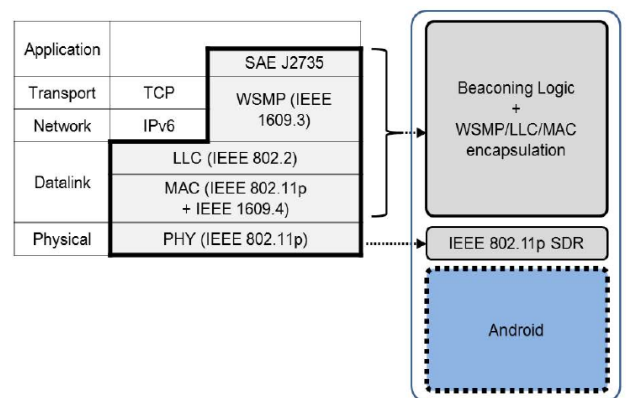 Application
SAE J2735
Transport
TCP
WSMP (IEEE
1609.3)
Network
IPv6
Datalink
LLC (IEEE 802.2)
MAC (IEEE 802.11p
+ IEEE 1609.4)
Physical
PHY (IEEE 802.11p)
Beaconing Logic
+
WSMP/LLC/MAC
encapsulation
IEEE 802.11p SDR
Android